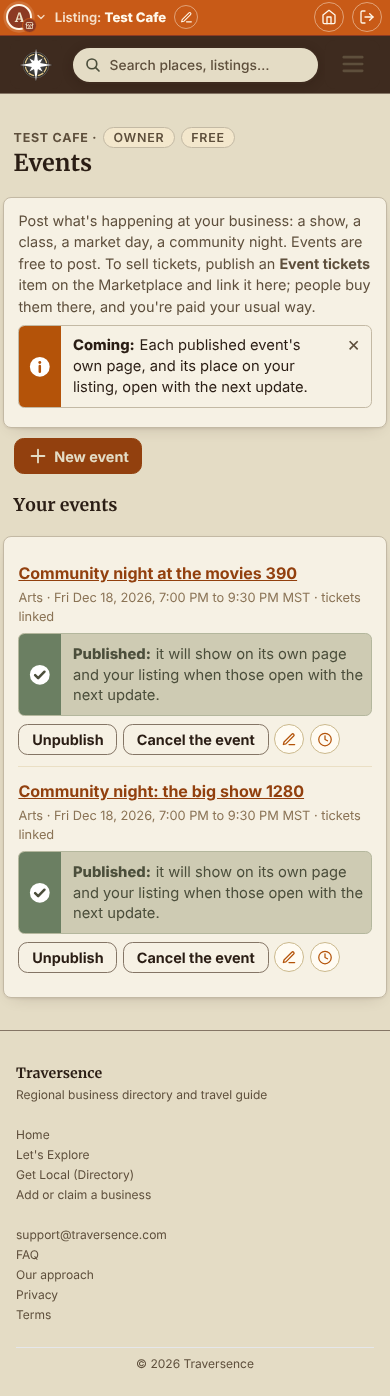 A
Listing: Test Cafe
Search places, listings...
TEST CAFE · OWNER FREE
Events
Post what's happening at your business: a show, a
class, a market day, a community night. Events are
free to post. To sell tickets, publish an Event tickets
item on the Marketplace and link it here; people buy
them there, and you're paid your usual way.
Coming: Each published event's
own page, and its place on your
listing, open with the next update.
New event
Your events
Community night at the movies 390
Arts · Fri Dec 18, 2026, 7:00 PM to 9:30 PM MST · tickets
linked
Published: it will show on its own page
and your listing when those open with the
next update.
Unpublish Cancel the event
Community night: the big show 1280
Arts · Fri Dec 18, 2026, 7:00 PM to 9:30 PM MST · tickets
linked
Published: it will show on its own page
and your listing when those open with the
next update.
Unpublish Cancel the event
Traversence
Regional business directory and travel guide
Home
Let's Explore
Get Local (Directory)
Add or claim a business
support@traversence.com
FAQ
Our approach
Privacy
Terms
© 2026 Traversence